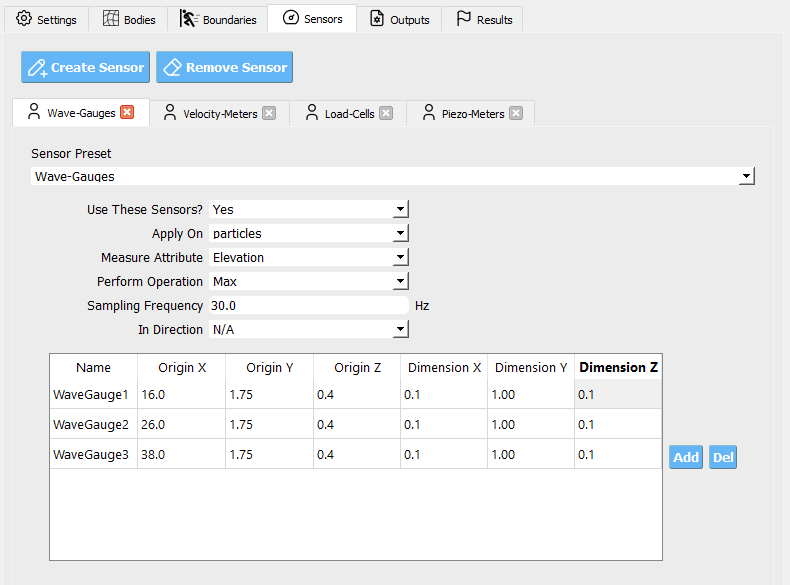 Settings Bodies Boundaries Sensors Outputs Results
Create Sensor Remove Sensor
Wave-Gauges Velocity-Meters Load-Cells Piezo-Meters
Sensor Preset
Wave-Gauges
Use These Sensors? Yes
Apply On particles
Measure Attribute Elevation
Perform Operation Max
Sampling Frequency 30.0 Hz
In Direction N/A
Name Origin X Origin Y Origin Z Dimension X Dimension Y Dimension Z
WaveGauge1 16.0 1.75 0.4 0.1 1.00 0.1
WaveGauge2 26.0 1.75 0.4 0.1 1.00 0.1
WaveGauge3 38.0 1.75 0.4 0.1 1.00 0.1
Add Del